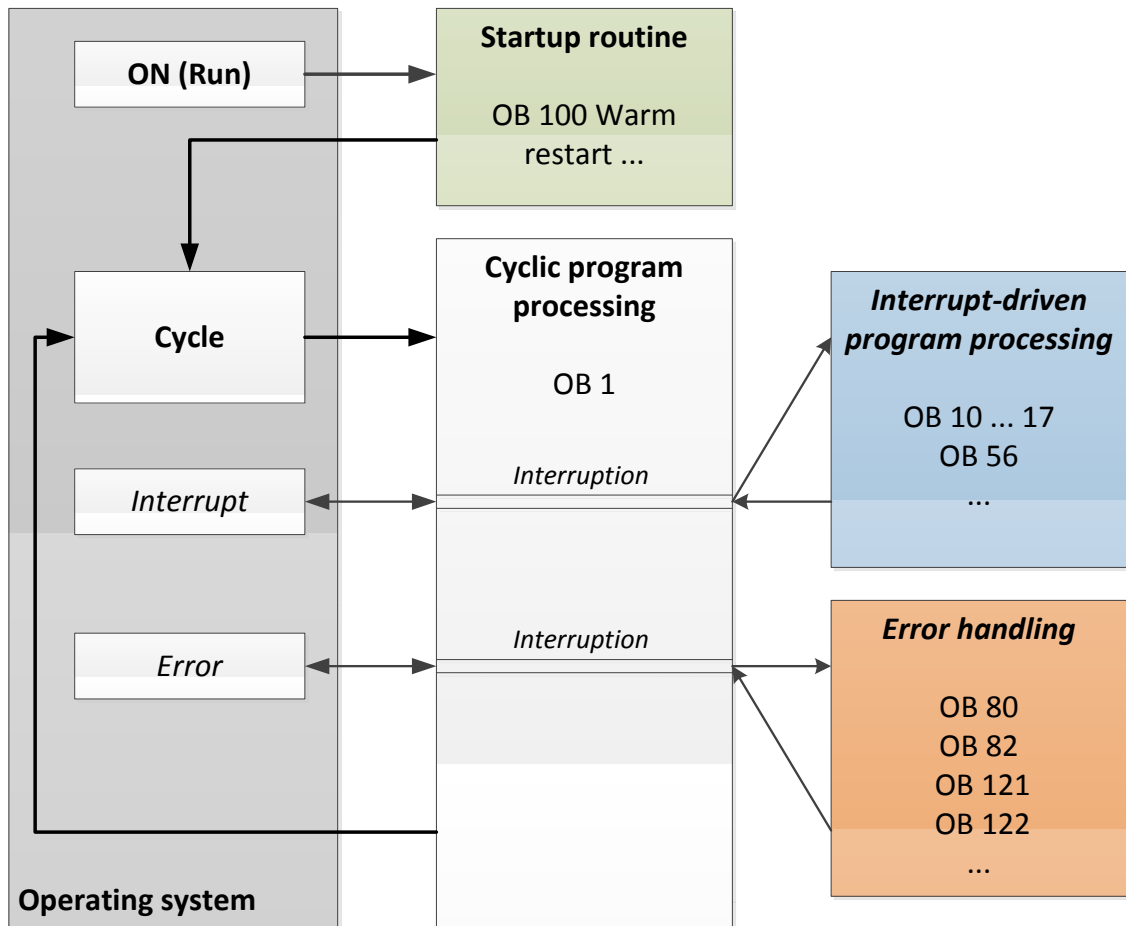 ON (Run)
Startup routine
OB 100 Warm
restart ...
Cycle
Cyclic program
processing
OB 1
Interrupt-driven
program processing
OB 10 ... 17
OB 56
...
Interrupt
Interruption
Error
Interruption
Error handling
OB 80
OB 82
OB 121
OB 122
...
Operating system